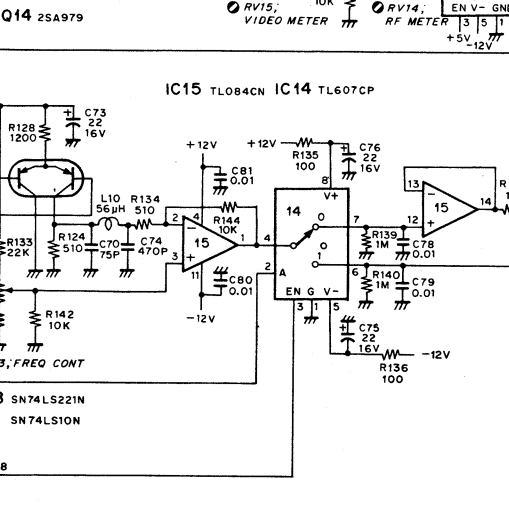 Q14 2SA979
RV15;
VIDEO METER
10K
RV14;
RF METER
EN V- GND
3 5 1
+5V
-12V
IC15 TL084CN IC14 TL607CP
R128
1200
+
C73
22
16V
+12V
C81
0.01
+12V
R135
100
+
C76
22
16V
8
V+
13
14
R
L10
56µH
R134
510
R144
10K
2
4
15
1
4
3
11
14
0
1
7
12
15
R133
22K
R124
510
C70
75P
C74
470P
R139
1M
C78
0.01
2
A
6
R140
1M
C79
0.01
C80
0.01
-12V
EN G V-
3 1 5
R142
10K
+
C75
22
16V
-12V
R136
100
3; FREQ CONT
SN74LS221N
SN74LS10N
8